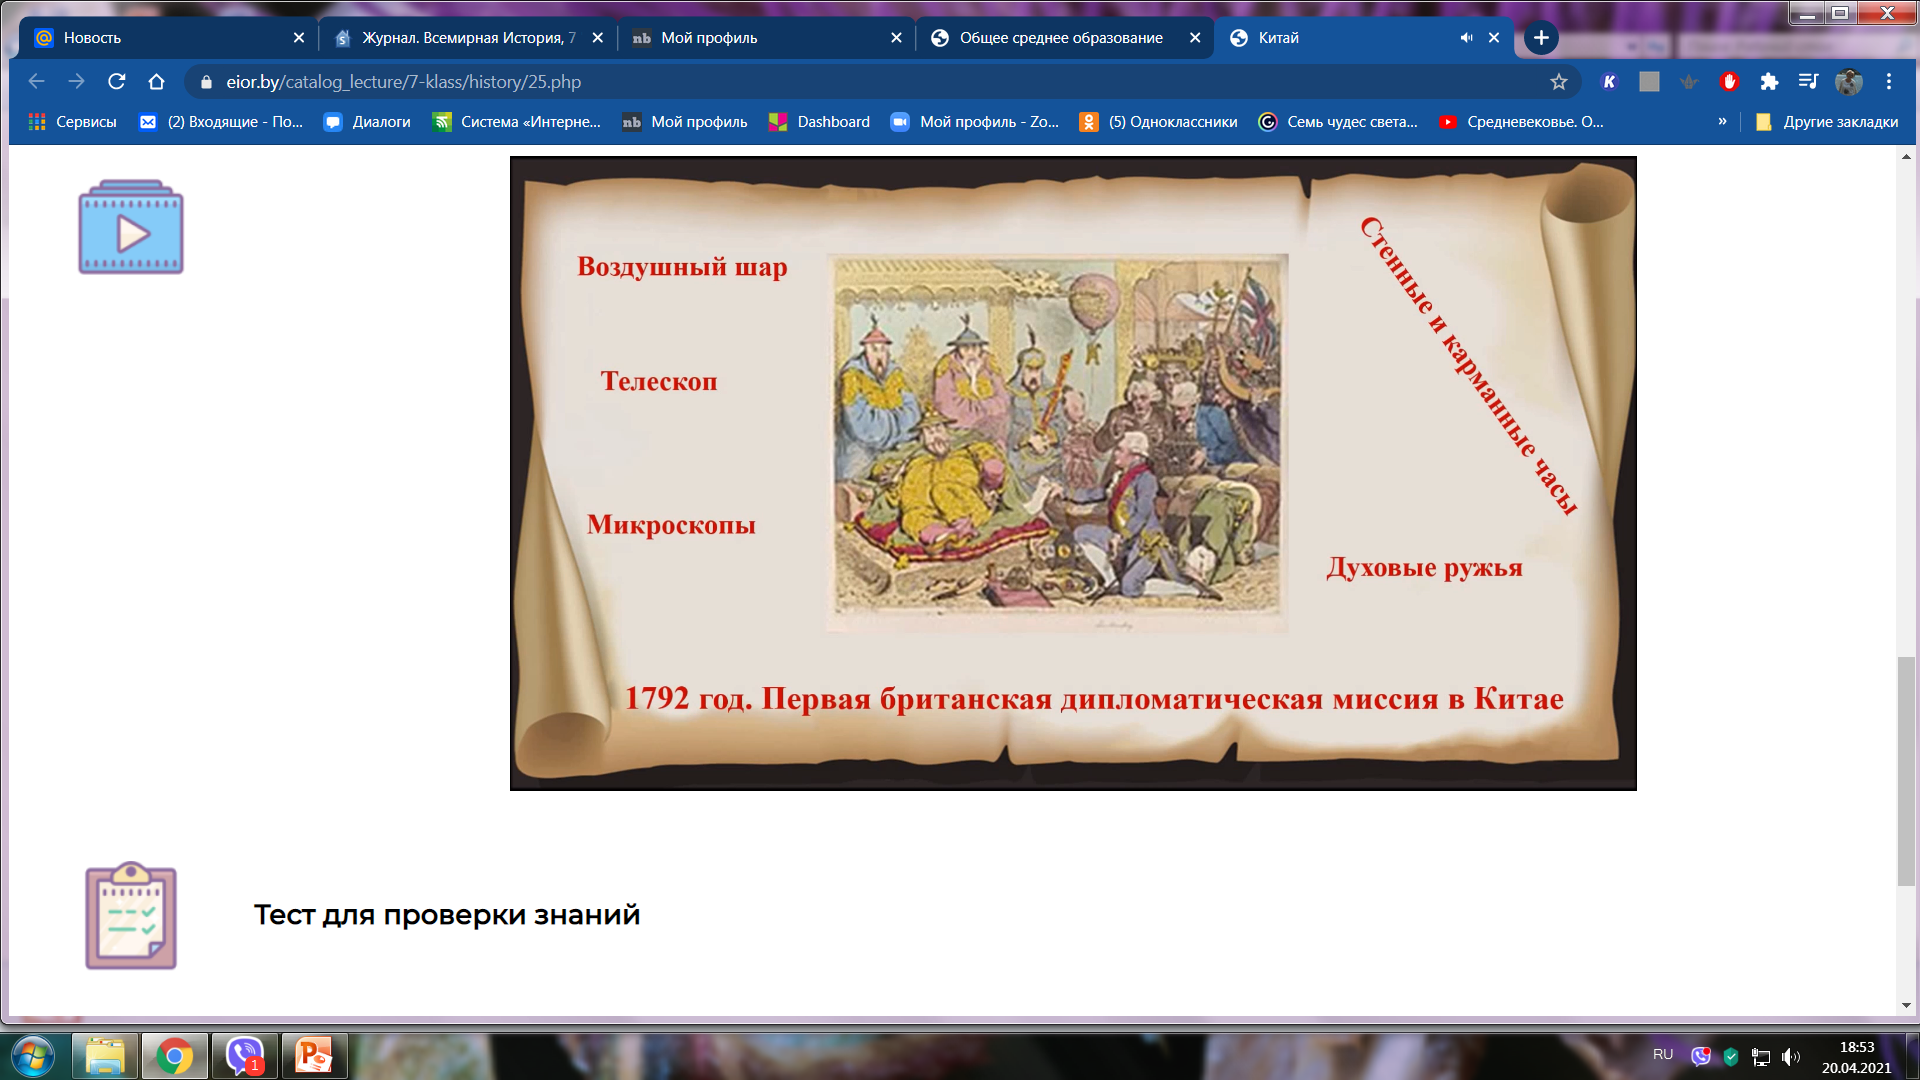 Новость
Журнал. Всемирная История, 7
Мой профиль
Общее среднее образование
Китай
eior.by/catalog_lecture/7-klass/history/25.php
Сервисы
(2) Входящие - По...
Диалоги
Система «Интерне...
Мой профиль
Dashboard
Мой профиль - Zo...
(5) Одноклассники
Семь чудес света...
Средневековье. О...
»
Другие закладки
Воздушный шар
Стенные и карманные часы
Телескоп
Микроскопы
Духовые ружья
1792 год. Первая британская дипломатическая миссия в Китае
Тест для проверки знаний
1
RU
18:53
20.04.2021